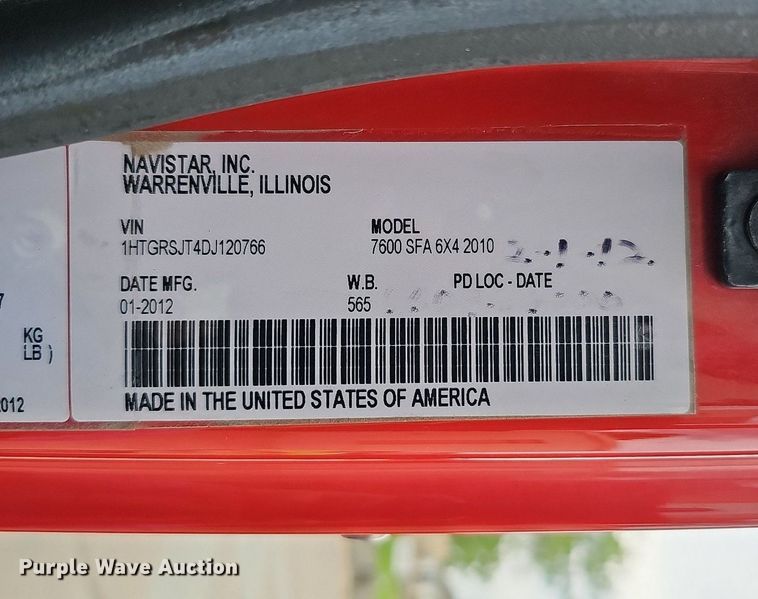 NAVISTAR, INC.
WARRENVILLE, ILLINOIS
VIN MODEL
1HTGRSJT4DJ120766 7600 SFA 6X4 2010
DATE MFG. W.B. PD LOC - DATE
01-2012 565
KG
LB )
MADE IN THE UNITED STATES OF AMERICA
Purple Wave Auction